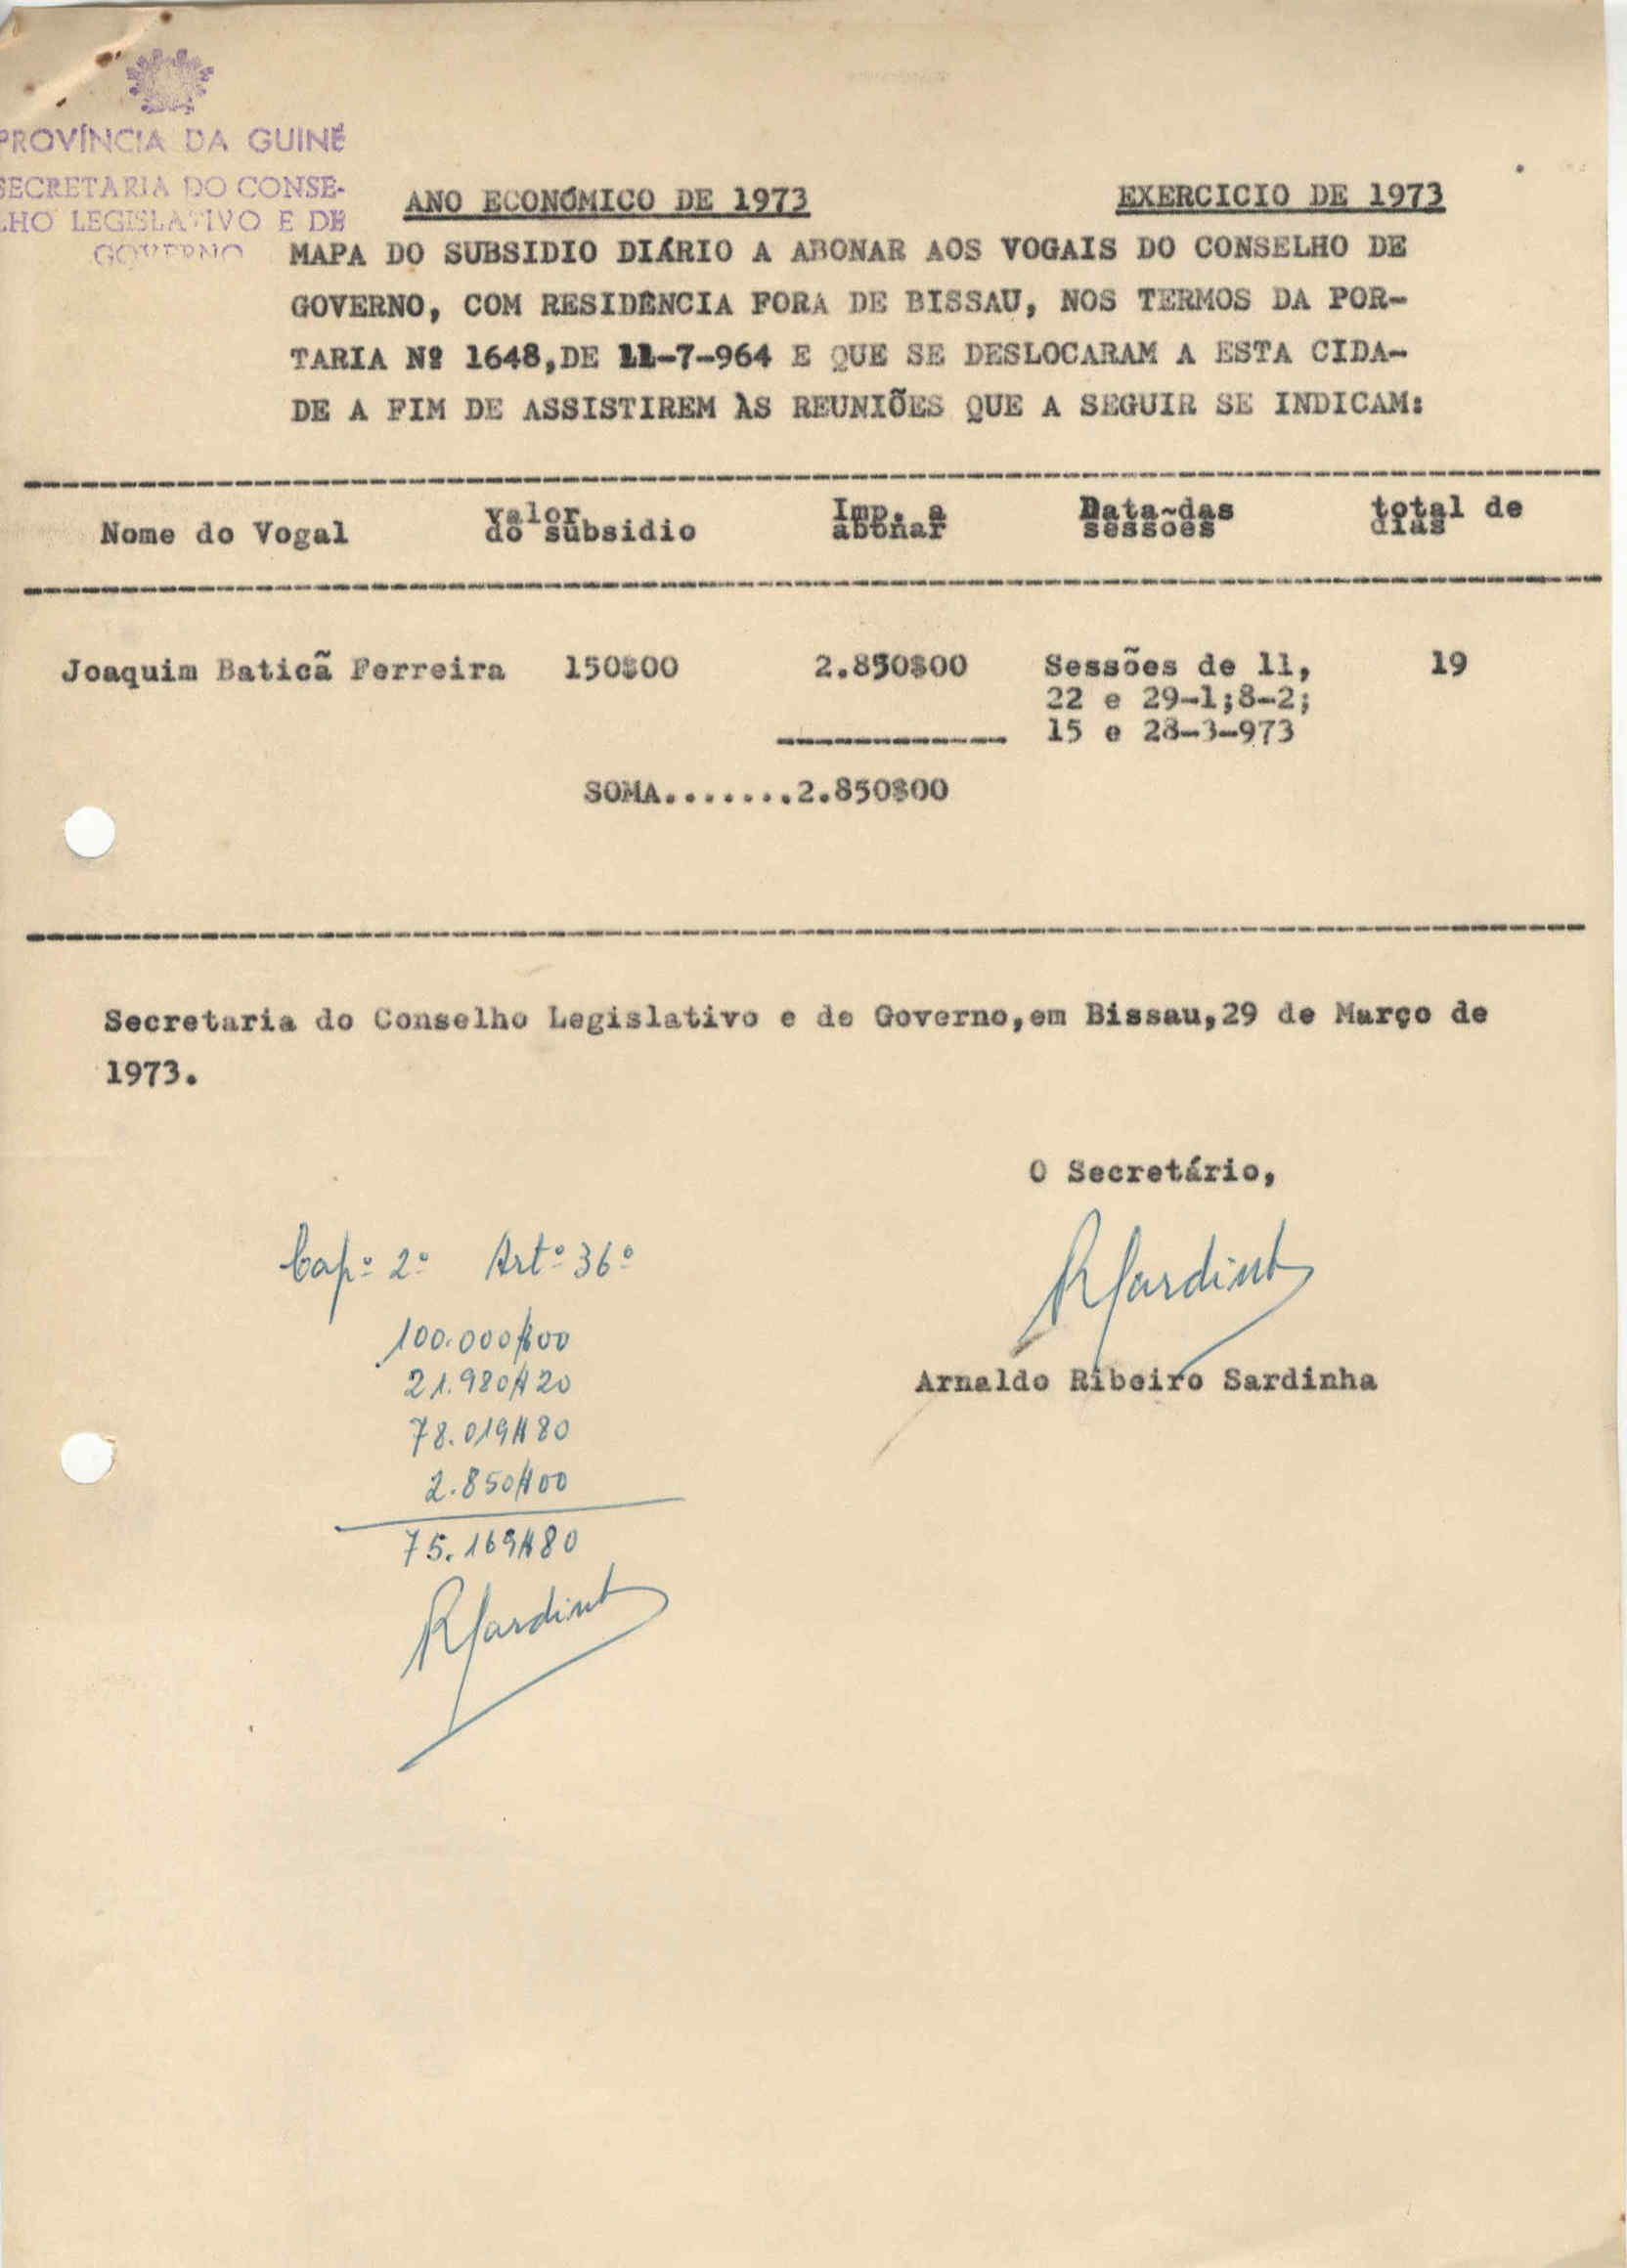 PROVÍNCIA DA GUINÉ
SECRETARIA DO CONSE-
LHO LEGISLATIVO E DE
GOVERNO
ANO ECONÓMICO DE 1973 EXERCICIO DE 1973
MAPA DO SUBSIDIO DIÁRIO A ABONAR AOS VOGAIS DO CONSELHO DE
GOVERNO, COM RESIDÊNCIA FORA DE BISSAU, NOS TERMOS DA POR-
TARIA Nº 1648,DE 11-7-964 E QUE SE DESLOCARAM A ESTA CIDA-
DE A FIM DE ASSISTIREM ÀS REUNIÕES QUE A SEGUIR SE INDICAM:
Nome do Vogal Valor do subsidio Imp. a abonar Data das sessões total de dias
Joaquim Baticã Ferreira 150$00 2.850$00 Sessões de 11, 19
22 e 29-1;8-2;
15 e 28-3-973
SOMA.......2.850$00
Secretaria do Conselho Legislativo e de Governo,em Bissau,29 de Março de
1973.
O Secretário,
RSardinha
Arnaldo Ribeiro Sardinha
Capº 2º Artº 36º
100.000$00
21.980$20
78.019$80
2.850$00
75.169$80
RSardinha